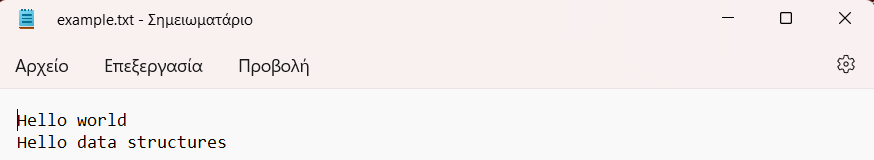 example.txt - Σημειωματάριο
Αρχείο Επεξεργασία Προβολή
Hello world
Hello data structures